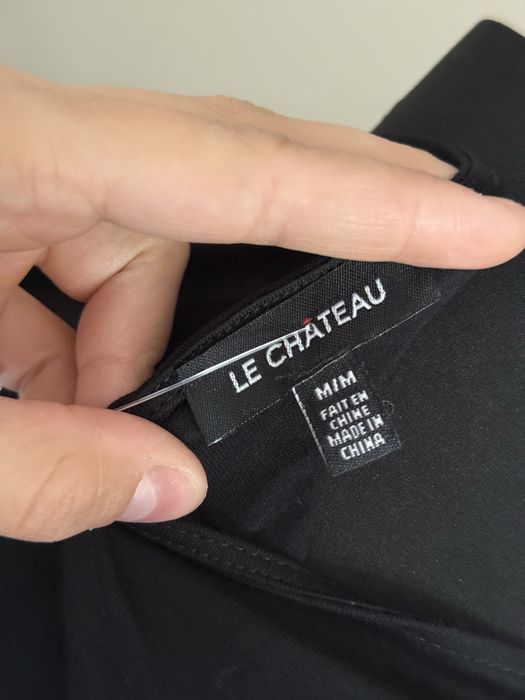 LE CHÂTEAU
M/M
FAIT EN
CHINE
MADE IN
CHINA